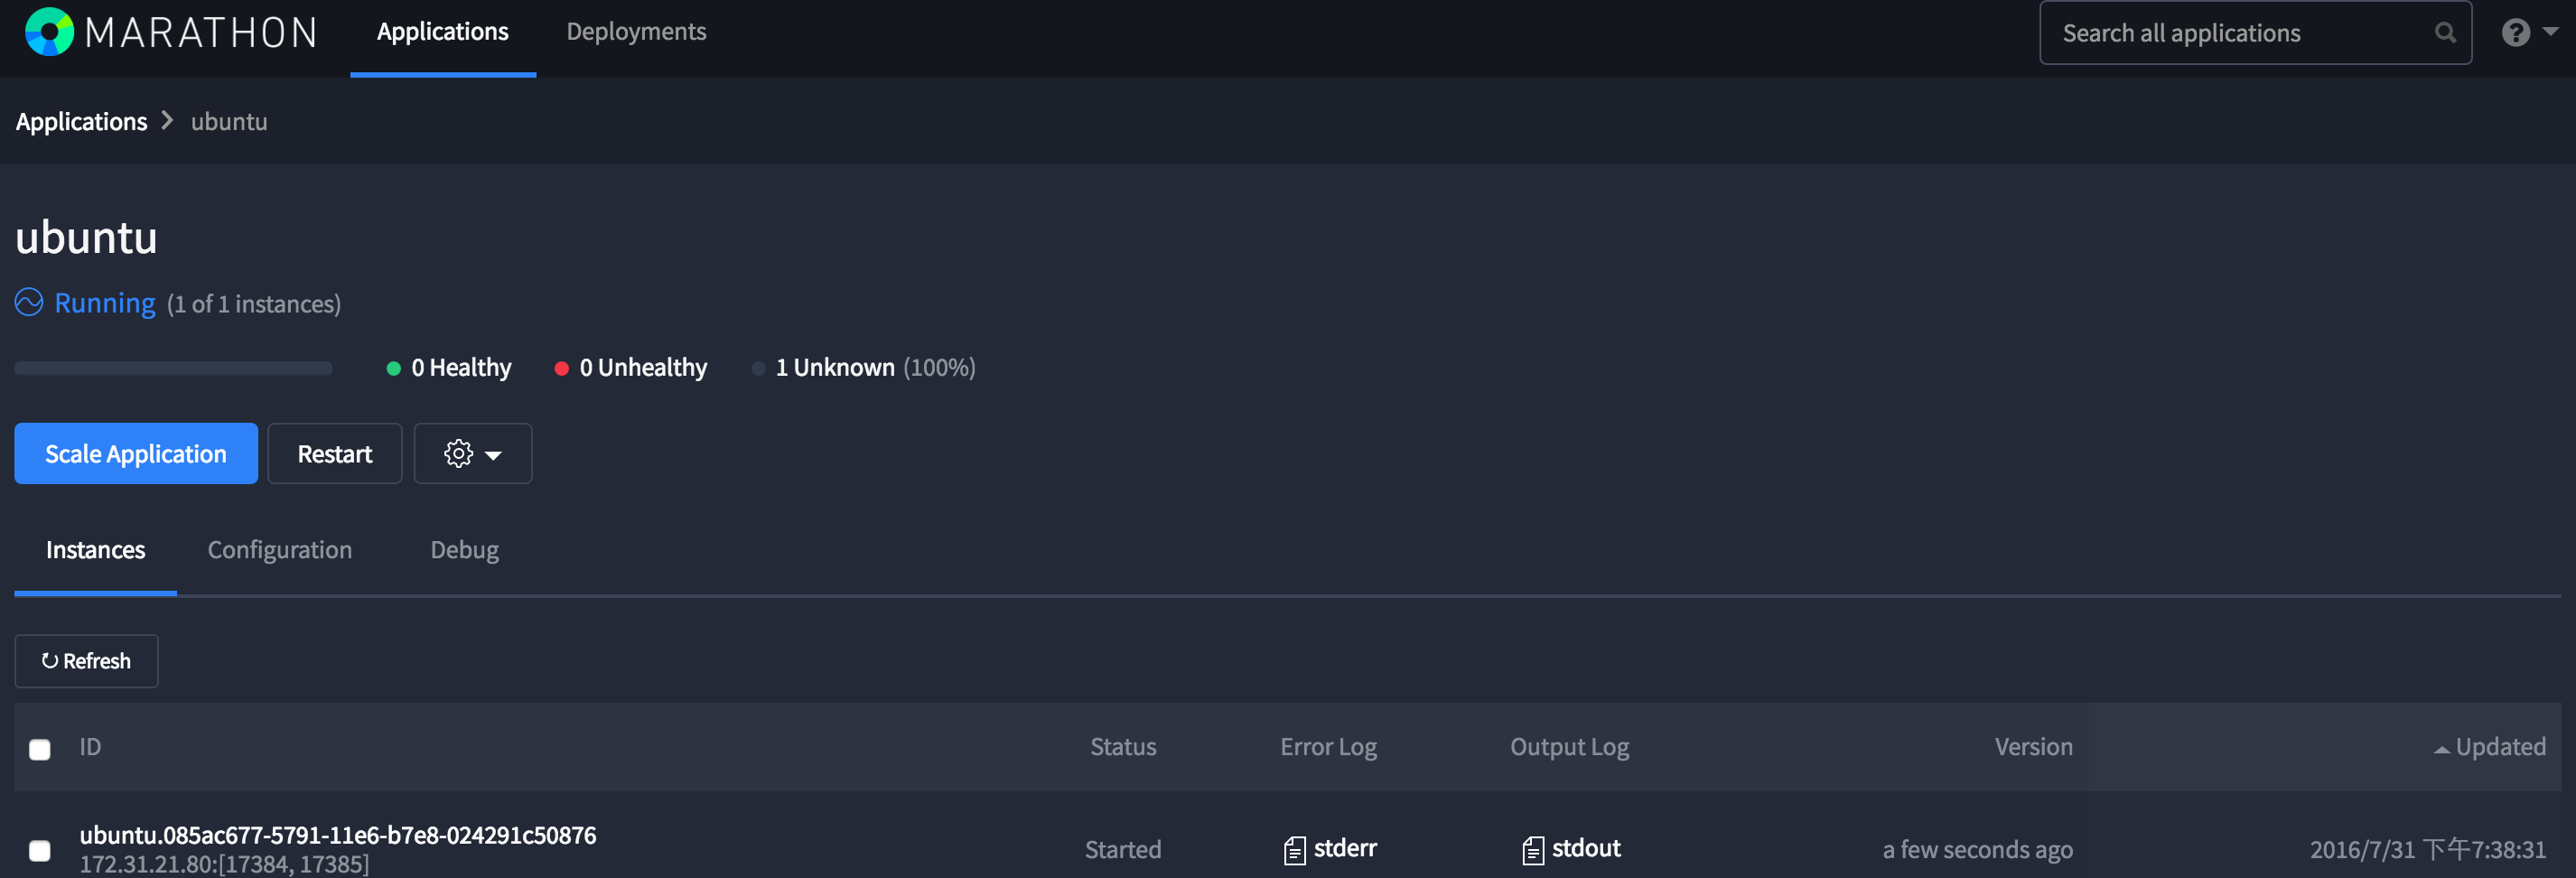 MARATHON Applications Deployments Search all applications
Applications ubuntu
ubuntu
Running (1 of 1 instances)
0 Healthy 0 Unhealthy 1 Unknown (100%)
Scale Application Restart
Instances Configuration Debug
Refresh
ID Status Error Log Output Log Version Updated
ubuntu.085ac677-5791-11e6-b7e8-024291c50876 Started stderr stdout a few seconds ago 2016/7/31 下午7:38:31
172.31.21.80:[17384, 17385]